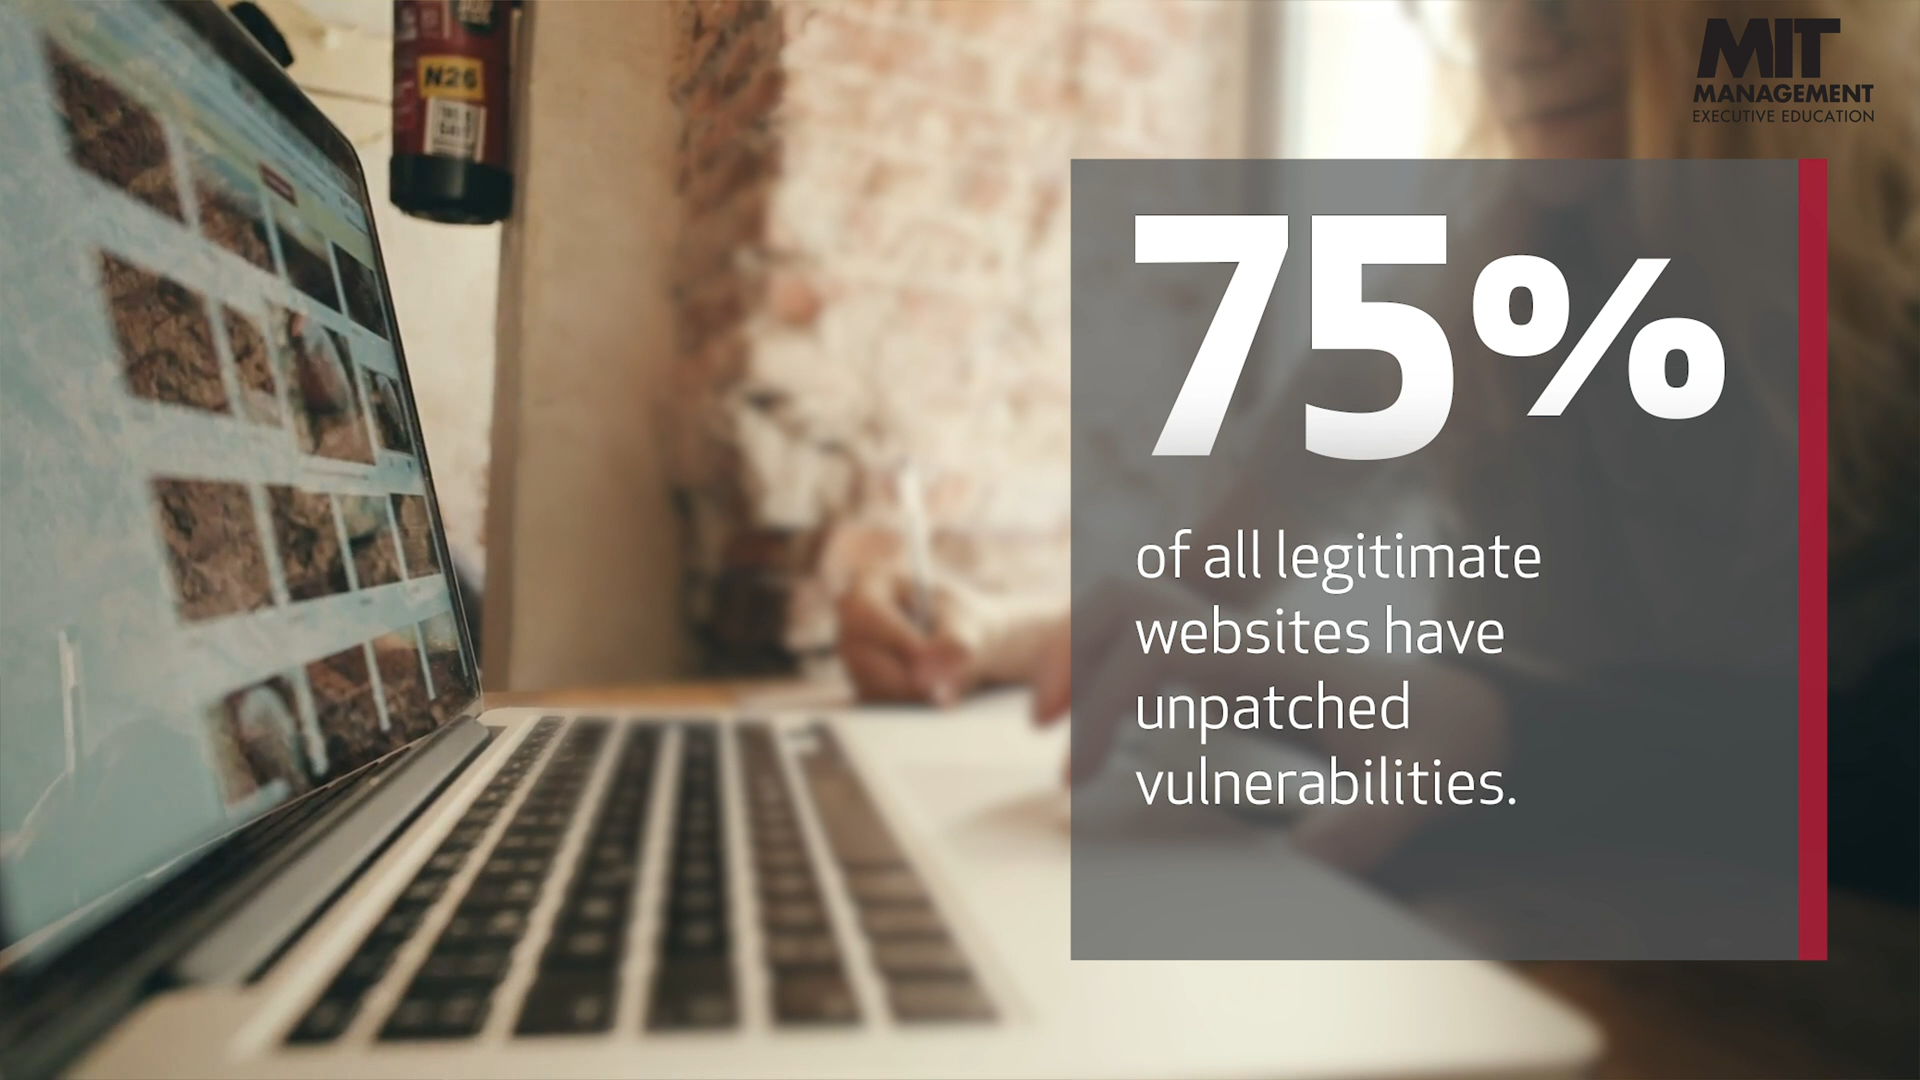 N26
MIT
MANAGEMENT
EXECUTIVE EDUCATION
75%
of all legitimate
websites have
unpatched
vulnerabilities.